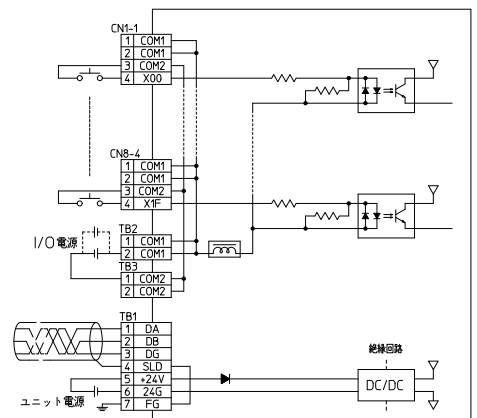 CN1-1
1 COM1
2 COM1
3 COM2
4 X00
CN8-4
1 COM1
2 COM1
3 COM2
4 X1F
TB2
I/O電源
1 COM1
2 COM1
TB3
1 COM2
2 COM2
TB1
1 DA
2 DB
3 DG
4 SLD
5 +24V
6 24G
7 FG
ユニット電源
絶縁回路
DC/DC